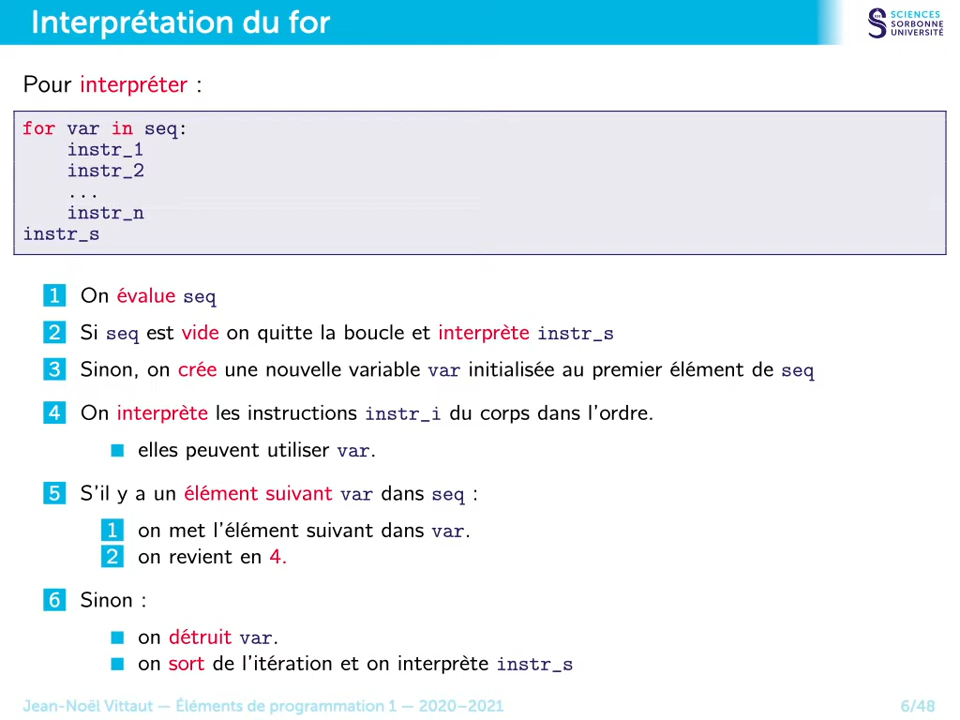 Interprétation du for
SCIENCES
SORBONNE
UNIVERSITÉ
Pour interpréter :
for var in seq:
    instr_1
    instr_2
    ...
    instr_n
instr_s
1 On évalue seq
2 Si seq est vide on quitte la boucle et interprète instr_s
3 Sinon, on crée une nouvelle variable var initialisée au premier élément de seq
4 On interprète les instructions instr_i du corps dans l'ordre.
elles peuvent utiliser var.
5 S'il y a un élément suivant var dans seq :
1 on met l'élément suivant dans var.
2 on revient en 4.
6 Sinon :
on détruit var.
on sort de l'itération et on interprète instr_s
Jean-Noël Vittaut — Éléments de programmation 1 — 2020–2021 6/48